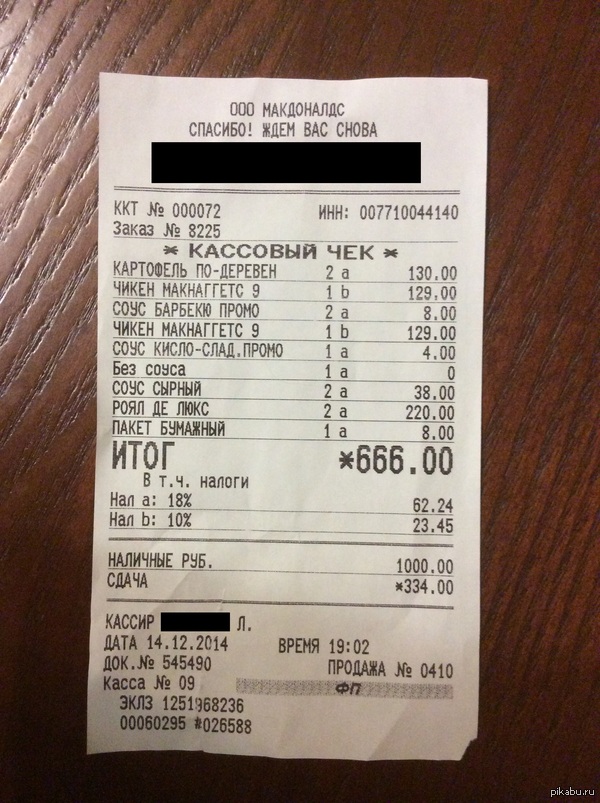 ООО МАКДОНАЛДС
СПАСИБО! ЖДЕМ ВАС СНОВА
ККТ № 000072 ИНН: 007710044140
Заказ № 8225
* КАССОВЫЙ ЧЕК *
КАРТОФЕЛЬ ПО-ДЕРЕВЕН 2 a 130.00
ЧИКЕН МАКНАГГЕТС 9 1 b 129.00
СОУС БАРБЕКЮ ПРОМО 2 a 8.00
ЧИКЕН МАКНАГГЕТС 9 1 b 129.00
СОУС КИСЛО-СЛАД.ПРОМО 1 a 4.00
Без соуса 1 a 0
СОУС СЫРНЫЙ 2 a 38.00
РОЯЛ ДЕ ЛЮКС 2 a 220.00
ПАКЕТ БУМАЖНЫЙ 1 a 8.00
ИТОГ *666.00
В т.ч. налоги
Нал a: 18% 62.24
Нал b: 10% 23.45
НАЛИЧНЫЕ РУБ. 1000.00
СДАЧА *334.00
КАССИР Л.
ДАТА 14.12.2014 ВРЕМЯ 19:02
ДОК.№ 545490 ПРОДАЖА № 0410
Касса № 09 ФП
ЭКЛЗ 1251968236
00060295 *026588
pikabu.ru